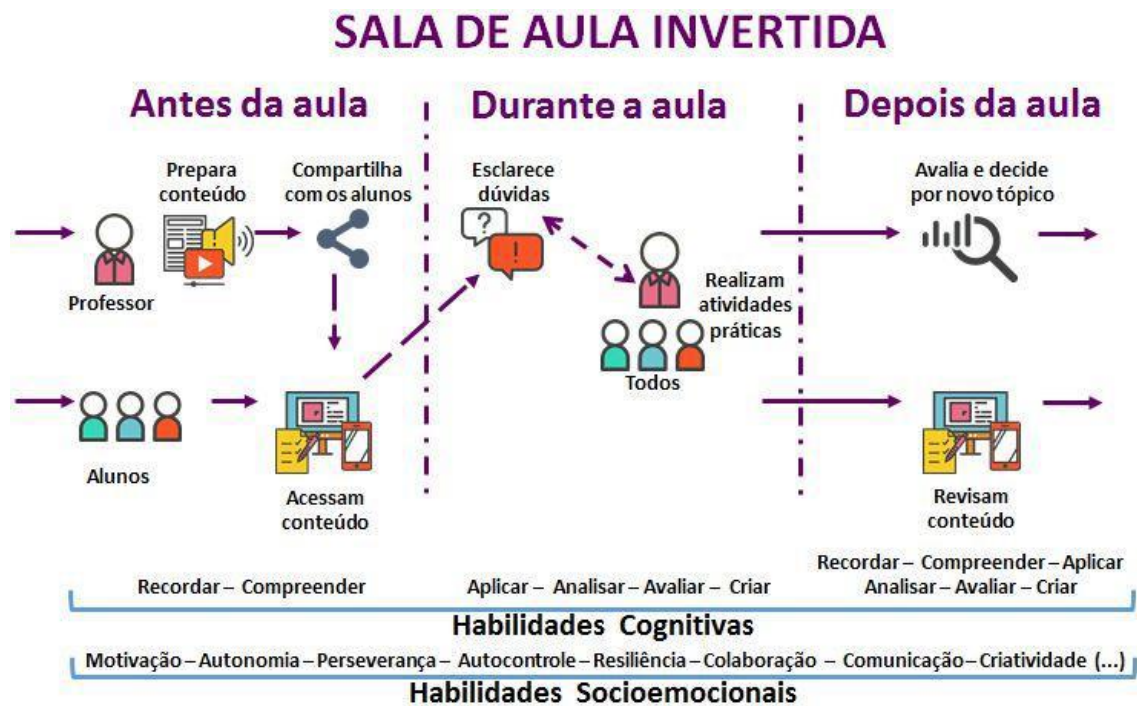 SALA DE AULA INVERTIDA
Antes da aula
Durante a aula
Depois da aula
Prepara
conteúdo
Compartilha
com os alunos
Esclarece
dúvidas
Avalia e decide
por novo tópico
Professor
Realizam
atividades
práticas
Todos
Alunos
Acessam
conteúdo
Revisam
conteúdo
Recordar – Compreender
Aplicar – Analisar – Avaliar – Criar
Recordar – Compreender – Aplicar
Analisar – Avaliar – Criar
Habilidades Cognitivas
Motivação – Autonomia – Perseverança – Autocontrole – Resiliência – Colaboração – Comunicação – Criatividade (...)
Habilidades Socioemocionais